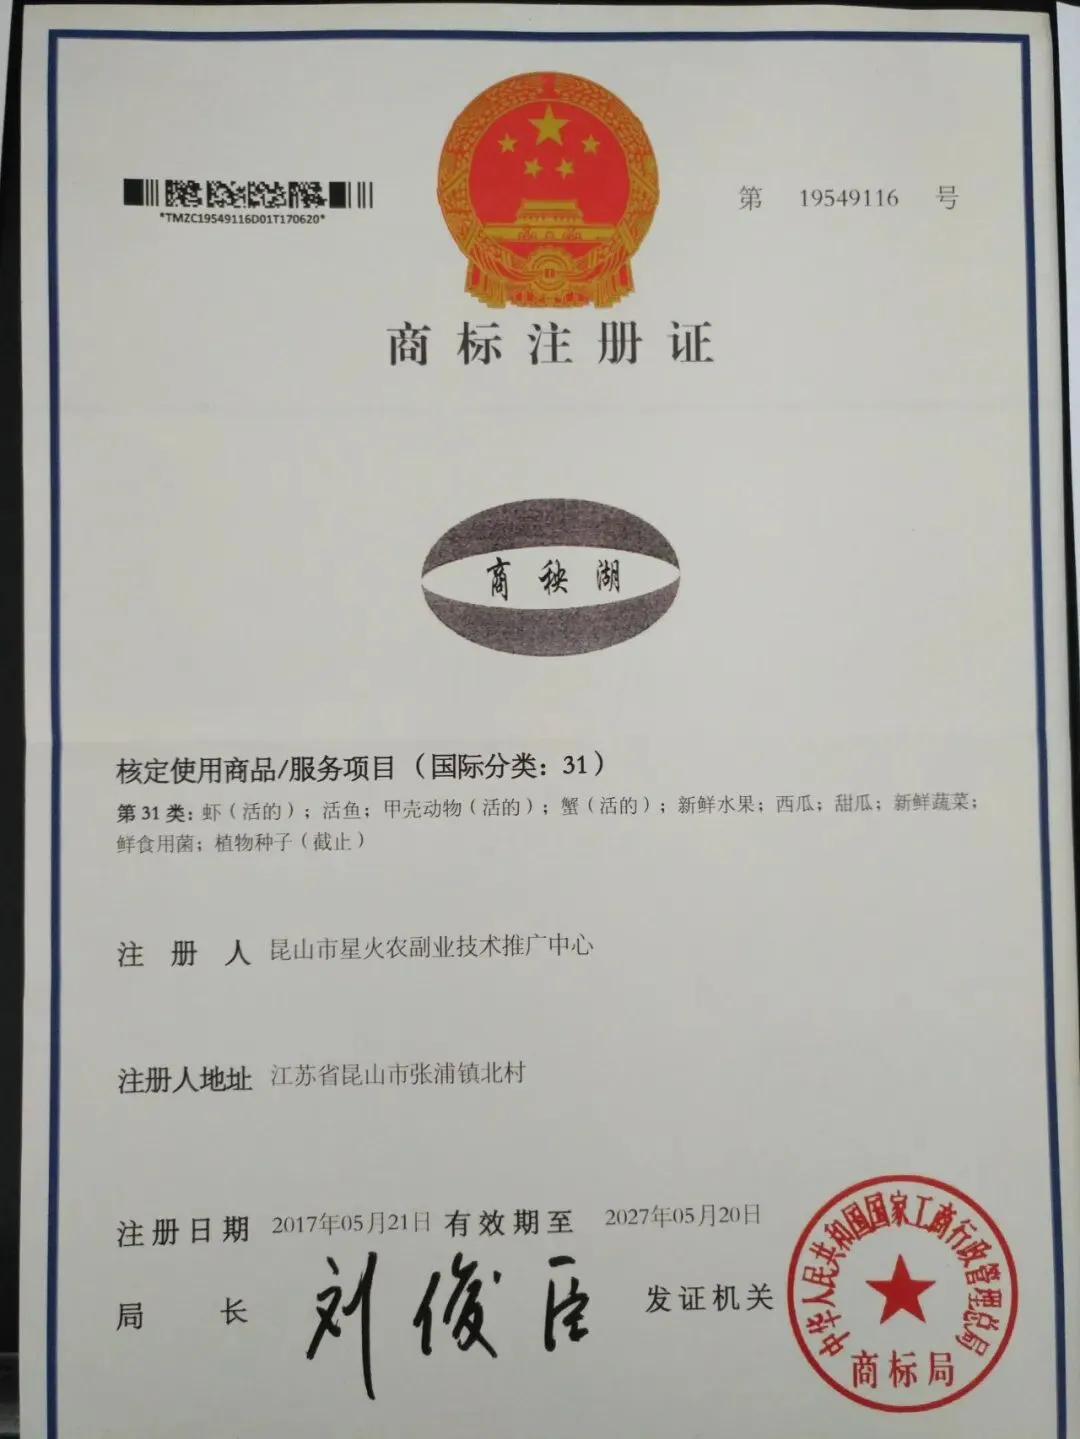 *TMZC19549116D01T170620*
第 19549116 号
商标注册证
商秧湖
核定使用商品/服务项目（国际分类：31）
第 31 类：虾（活的）；活鱼；甲壳动物（活的）；蟹（活的）；新鲜水果；西瓜；甜瓜；新鲜蔬菜；
鲜食用菌；植物种子（截止）
注册人 昆山市星火农副业技术推广中心
注册人地址 江苏省昆山市张浦镇北村
注册日期 2017年05月21日 有效期至 2027年05月20日
局长 刘俊臣 发证机关
中华人民共和国国家工商行政管理总局
商标局